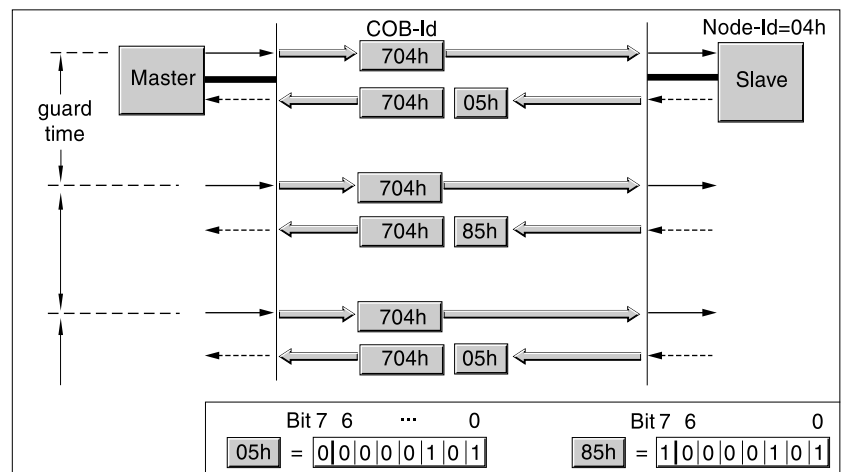 COB-Id Node-Id=04h
704h
Master Slave
704h 05h
guard
time
704h
704h 85h
704h
704h 05h
Bit 7 6 ... 0 Bit 7 6 0
05h = 0 0 0 0 0 1 0 1 85h = 1 0 0 0 0 1 0 1